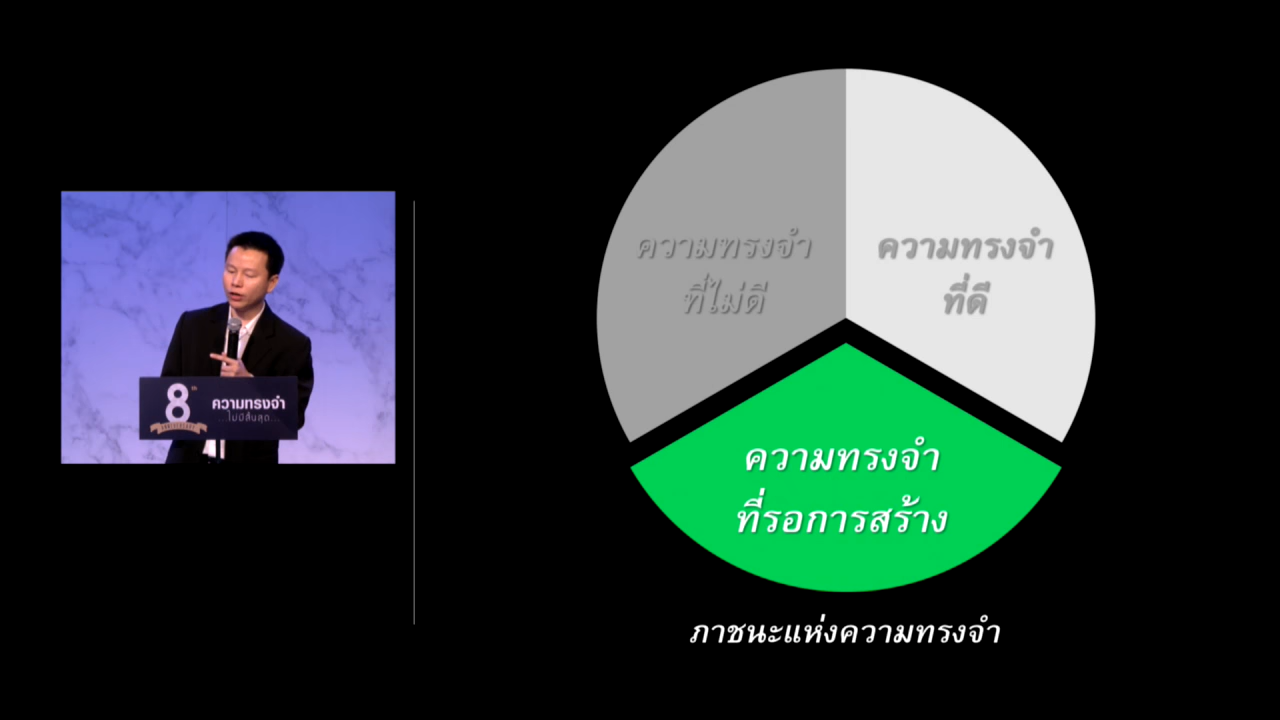 ความทรงจำ
ที่ไม่ดี
ความทรงจำ
ที่ดี
ความทรงจำ
ที่รอการสร้าง
ภาชนะแห่งความทรงจำ
8th
ความทรงจำ
...ไม่มีสิ้นสุด...